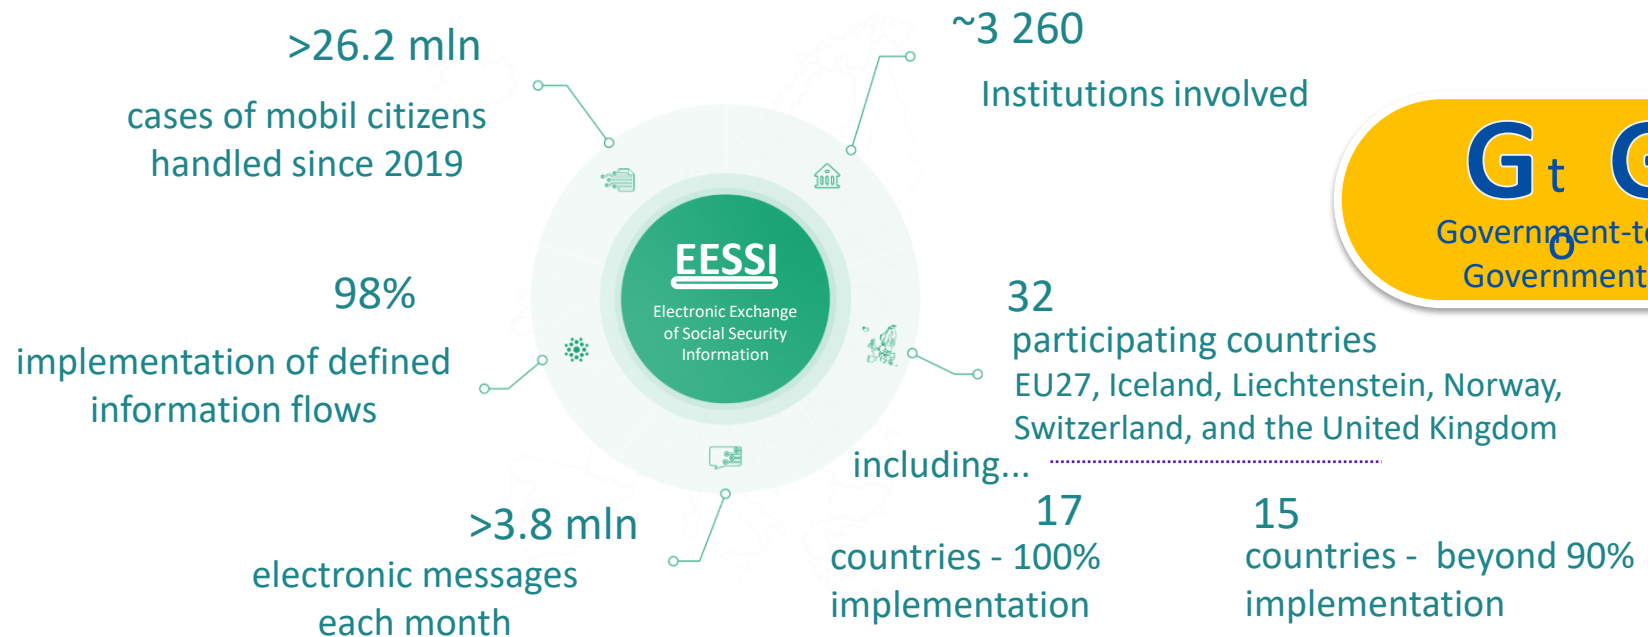 >26.2 mln
cases of mobil citizens
handled since 2019
~3 260
Institutions involved
G t
o
Government-to
Government
98%
implementation of defined
information flows
EESSI
Electronic Exchange
of Social Security
Information
32
participating countries
EU27, Iceland, Liechtenstein, Norway,
Switzerland, and the United Kingdom
including...
17
countries - 100%
implementation
15
countries - beyond 90%
implementation
>3.8 mln
electronic messages
each month